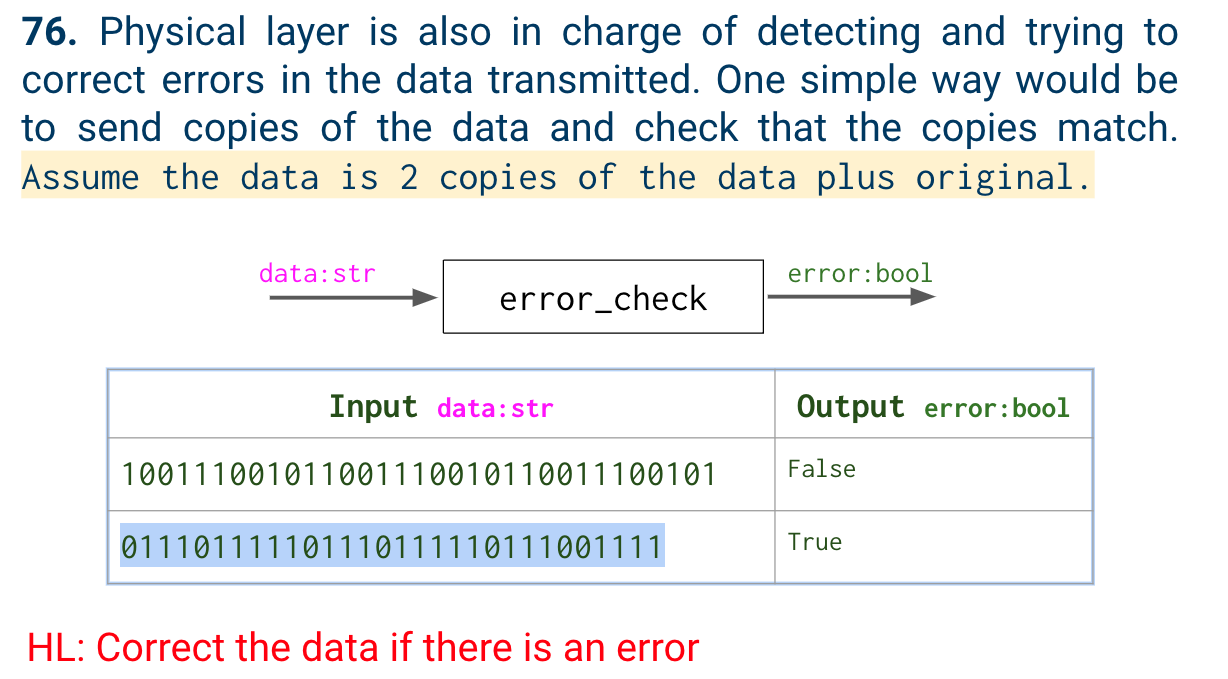 76. Physical layer is also in charge of detecting and trying to
correct errors in the data transmitted. One simple way would be
to send copies of the data and check that the copies match.
Assume the data is 2 copies of the data plus original.
data:str
error_check
error:bool
Input data:str
Output error:bool
100111001011001110010110011100101
False
011101111101110111110111001111
True
HL: Correct the data if there is an error